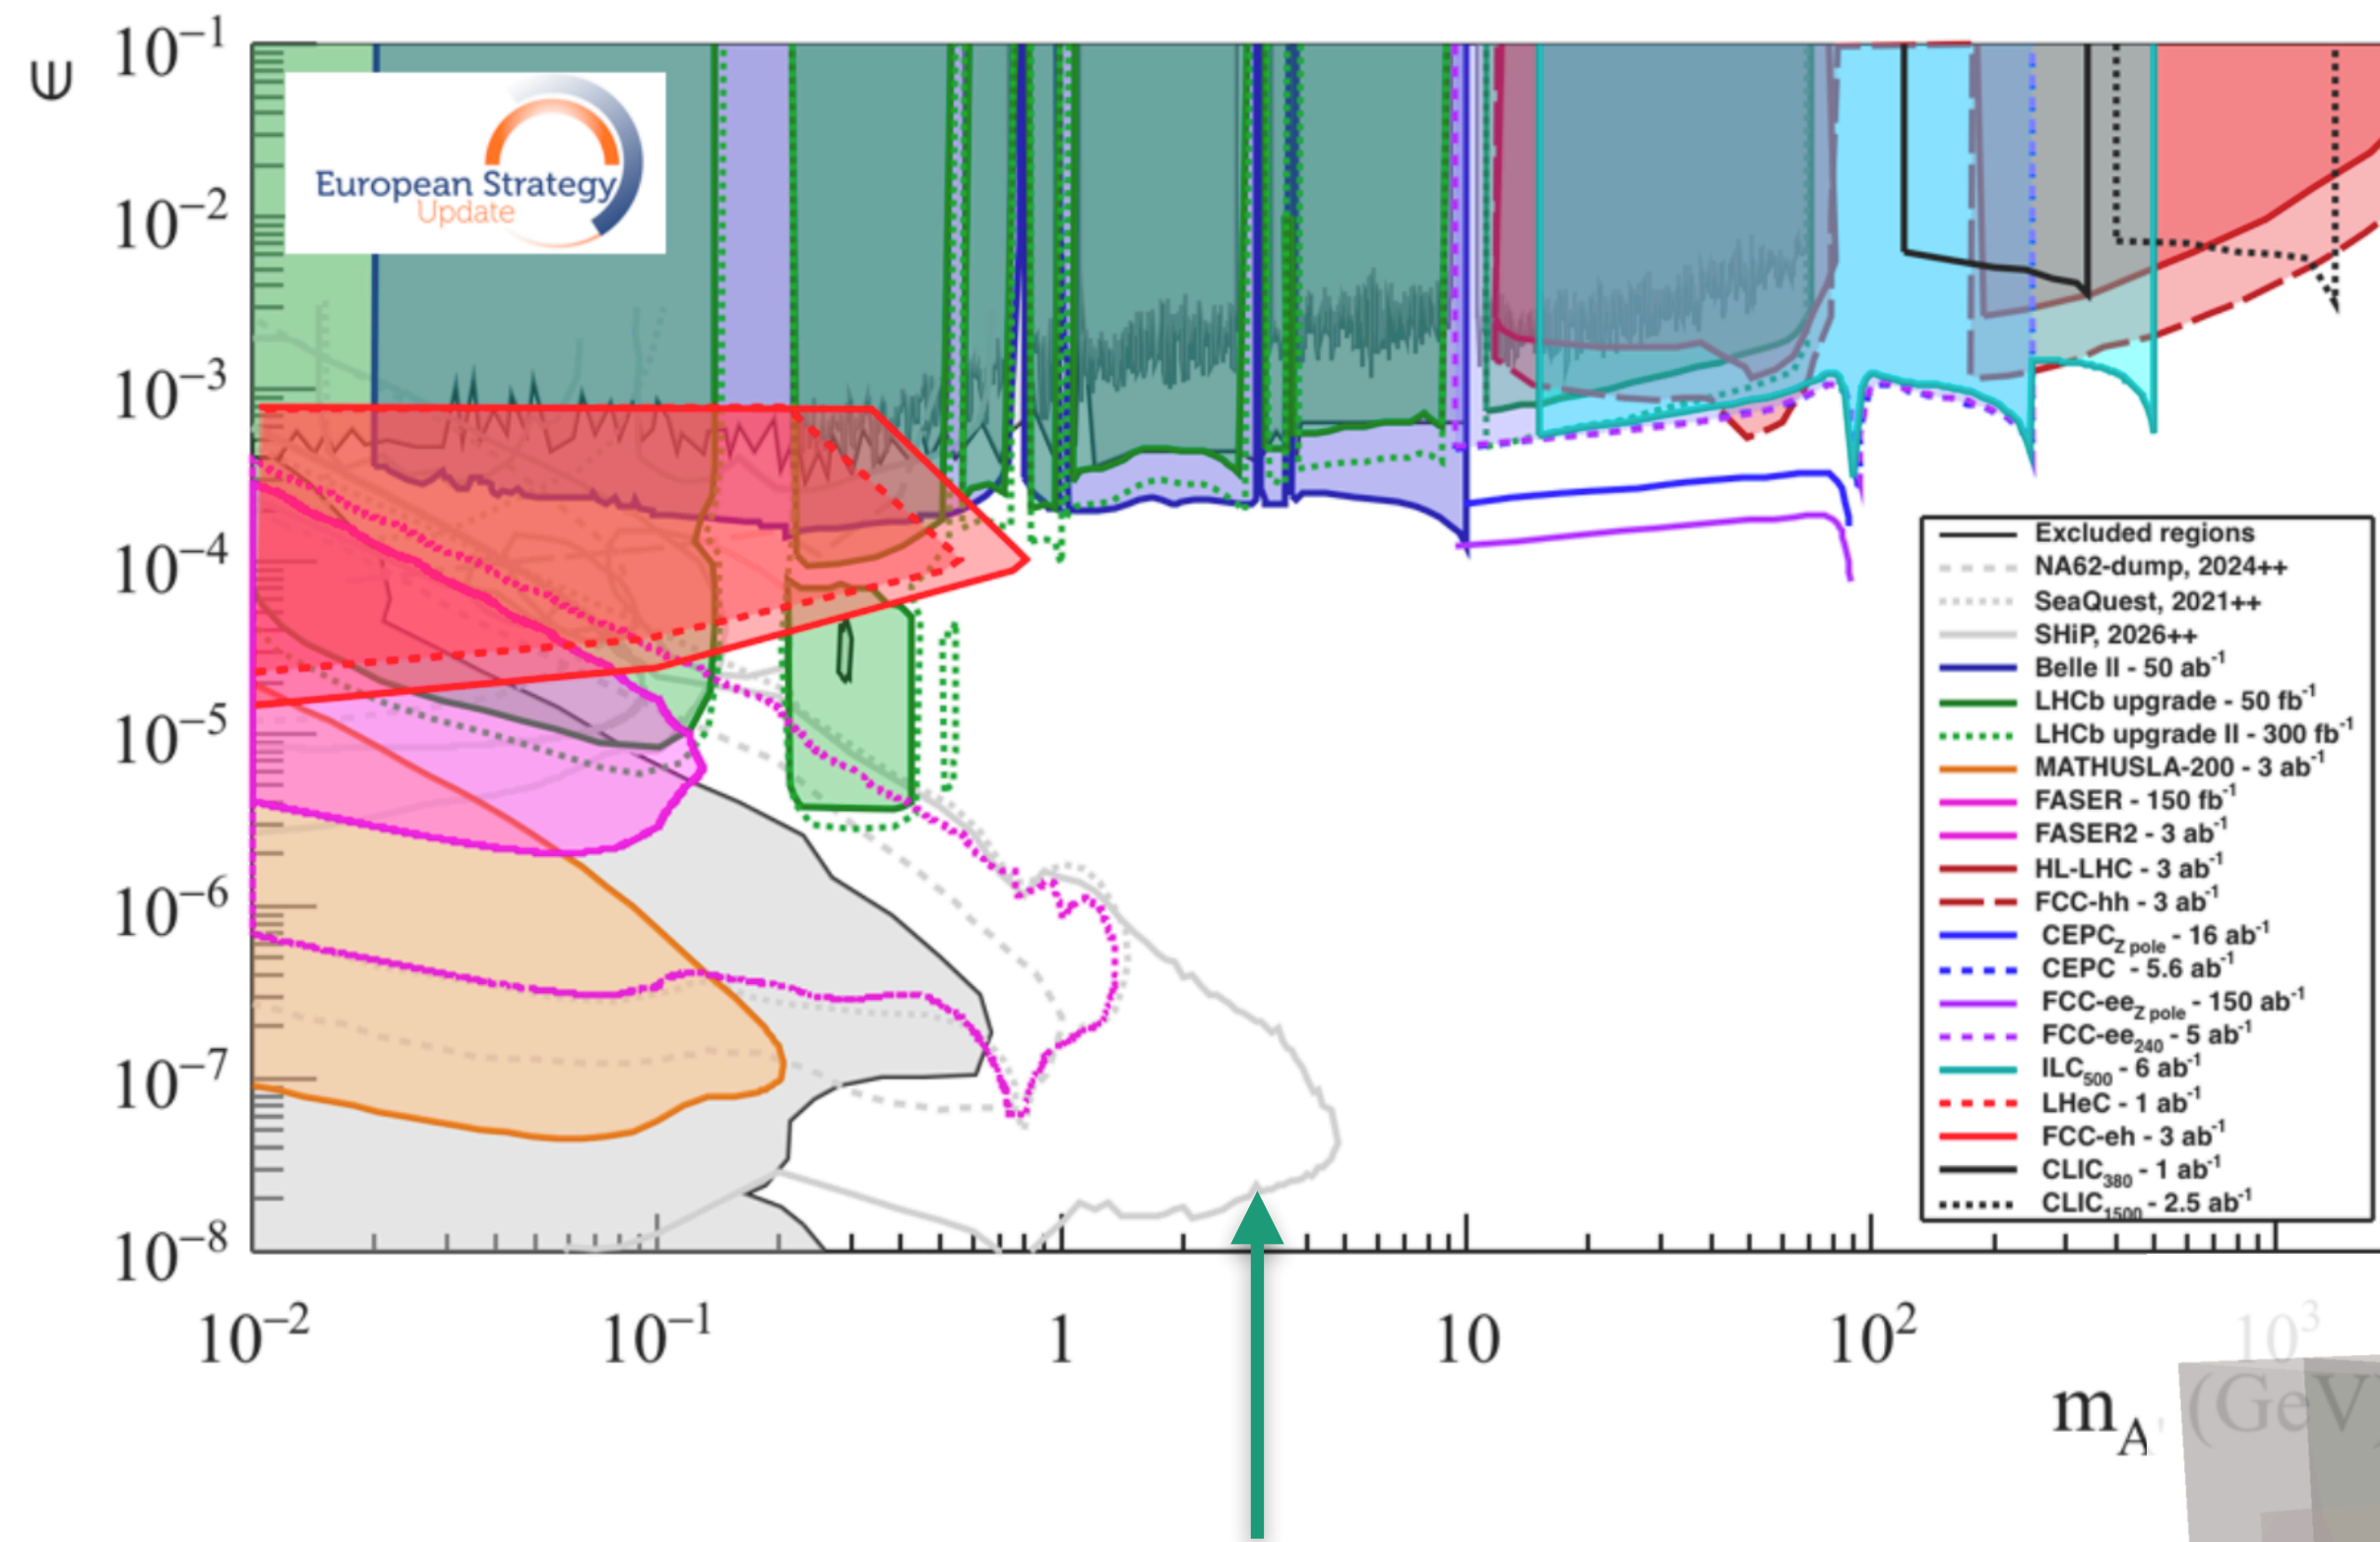 ∈
10⁻¹
10⁻²
10⁻³
10⁻⁴
10⁻⁵
10⁻⁶
10⁻⁷
10⁻⁸
European Strategy
Update
Excluded regions
NA62-dump, 2024++
SeaQuest, 2021++
SHiP, 2026++
Belle II - 50 ab⁻¹
LHCb upgrade - 50 fb⁻¹
LHCb upgrade II - 300 fb⁻¹
MATHUSLA-200 - 3 ab⁻¹
FASER - 150 fb⁻¹
FASER2 - 3 ab⁻¹
HL-LHC - 3 ab⁻¹
FCC-hh - 3 ab⁻¹
CEPC_Z pole - 16 ab⁻¹
CEPC - 5.6 ab⁻¹
FCC-ee_Z pole - 150 ab⁻¹
FCC-ee₂₄₀ - 5 ab⁻¹
ILC₅₀₀ - 6 ab⁻¹
LHeC - 1 ab⁻¹
FCC-eh - 3 ab⁻¹
CLIC₃₈₀ - 1 ab⁻¹
CLIC₁₅₀₀ - 2.5 ab⁻¹
10⁻² 10⁻¹ 1 10 10² 10³
m_A' (GeV)